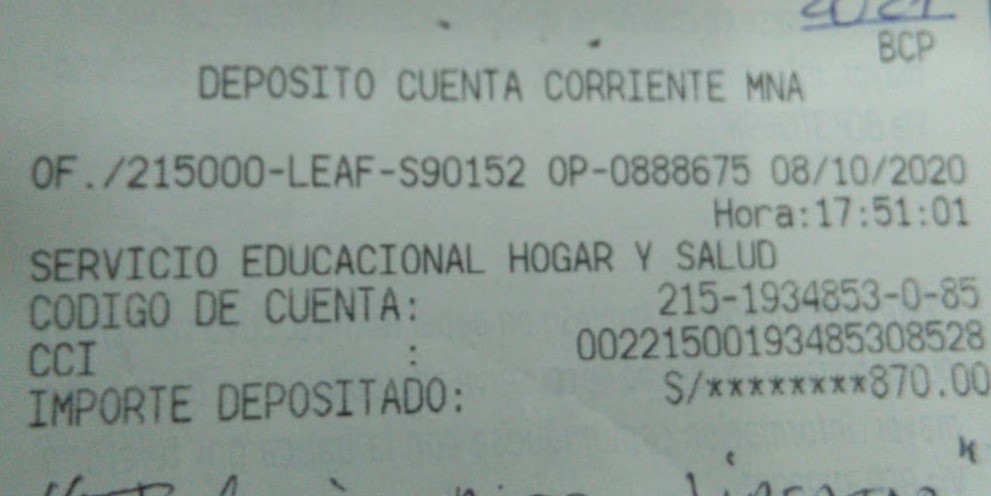 BCP
DEPOSITO CUENTA CORRIENTE MNA
OF./215000-LEAF-S90152 OP-0888675 08/10/2020
Hora:17:51:01
SERVICIO EDUCACIONAL HOGAR Y SALUD
CODIGO DE CUENTA: 215-1934853-0-85
CCI : 00221500193485308528
IMPORTE DEPOSITADO: S/********870.00